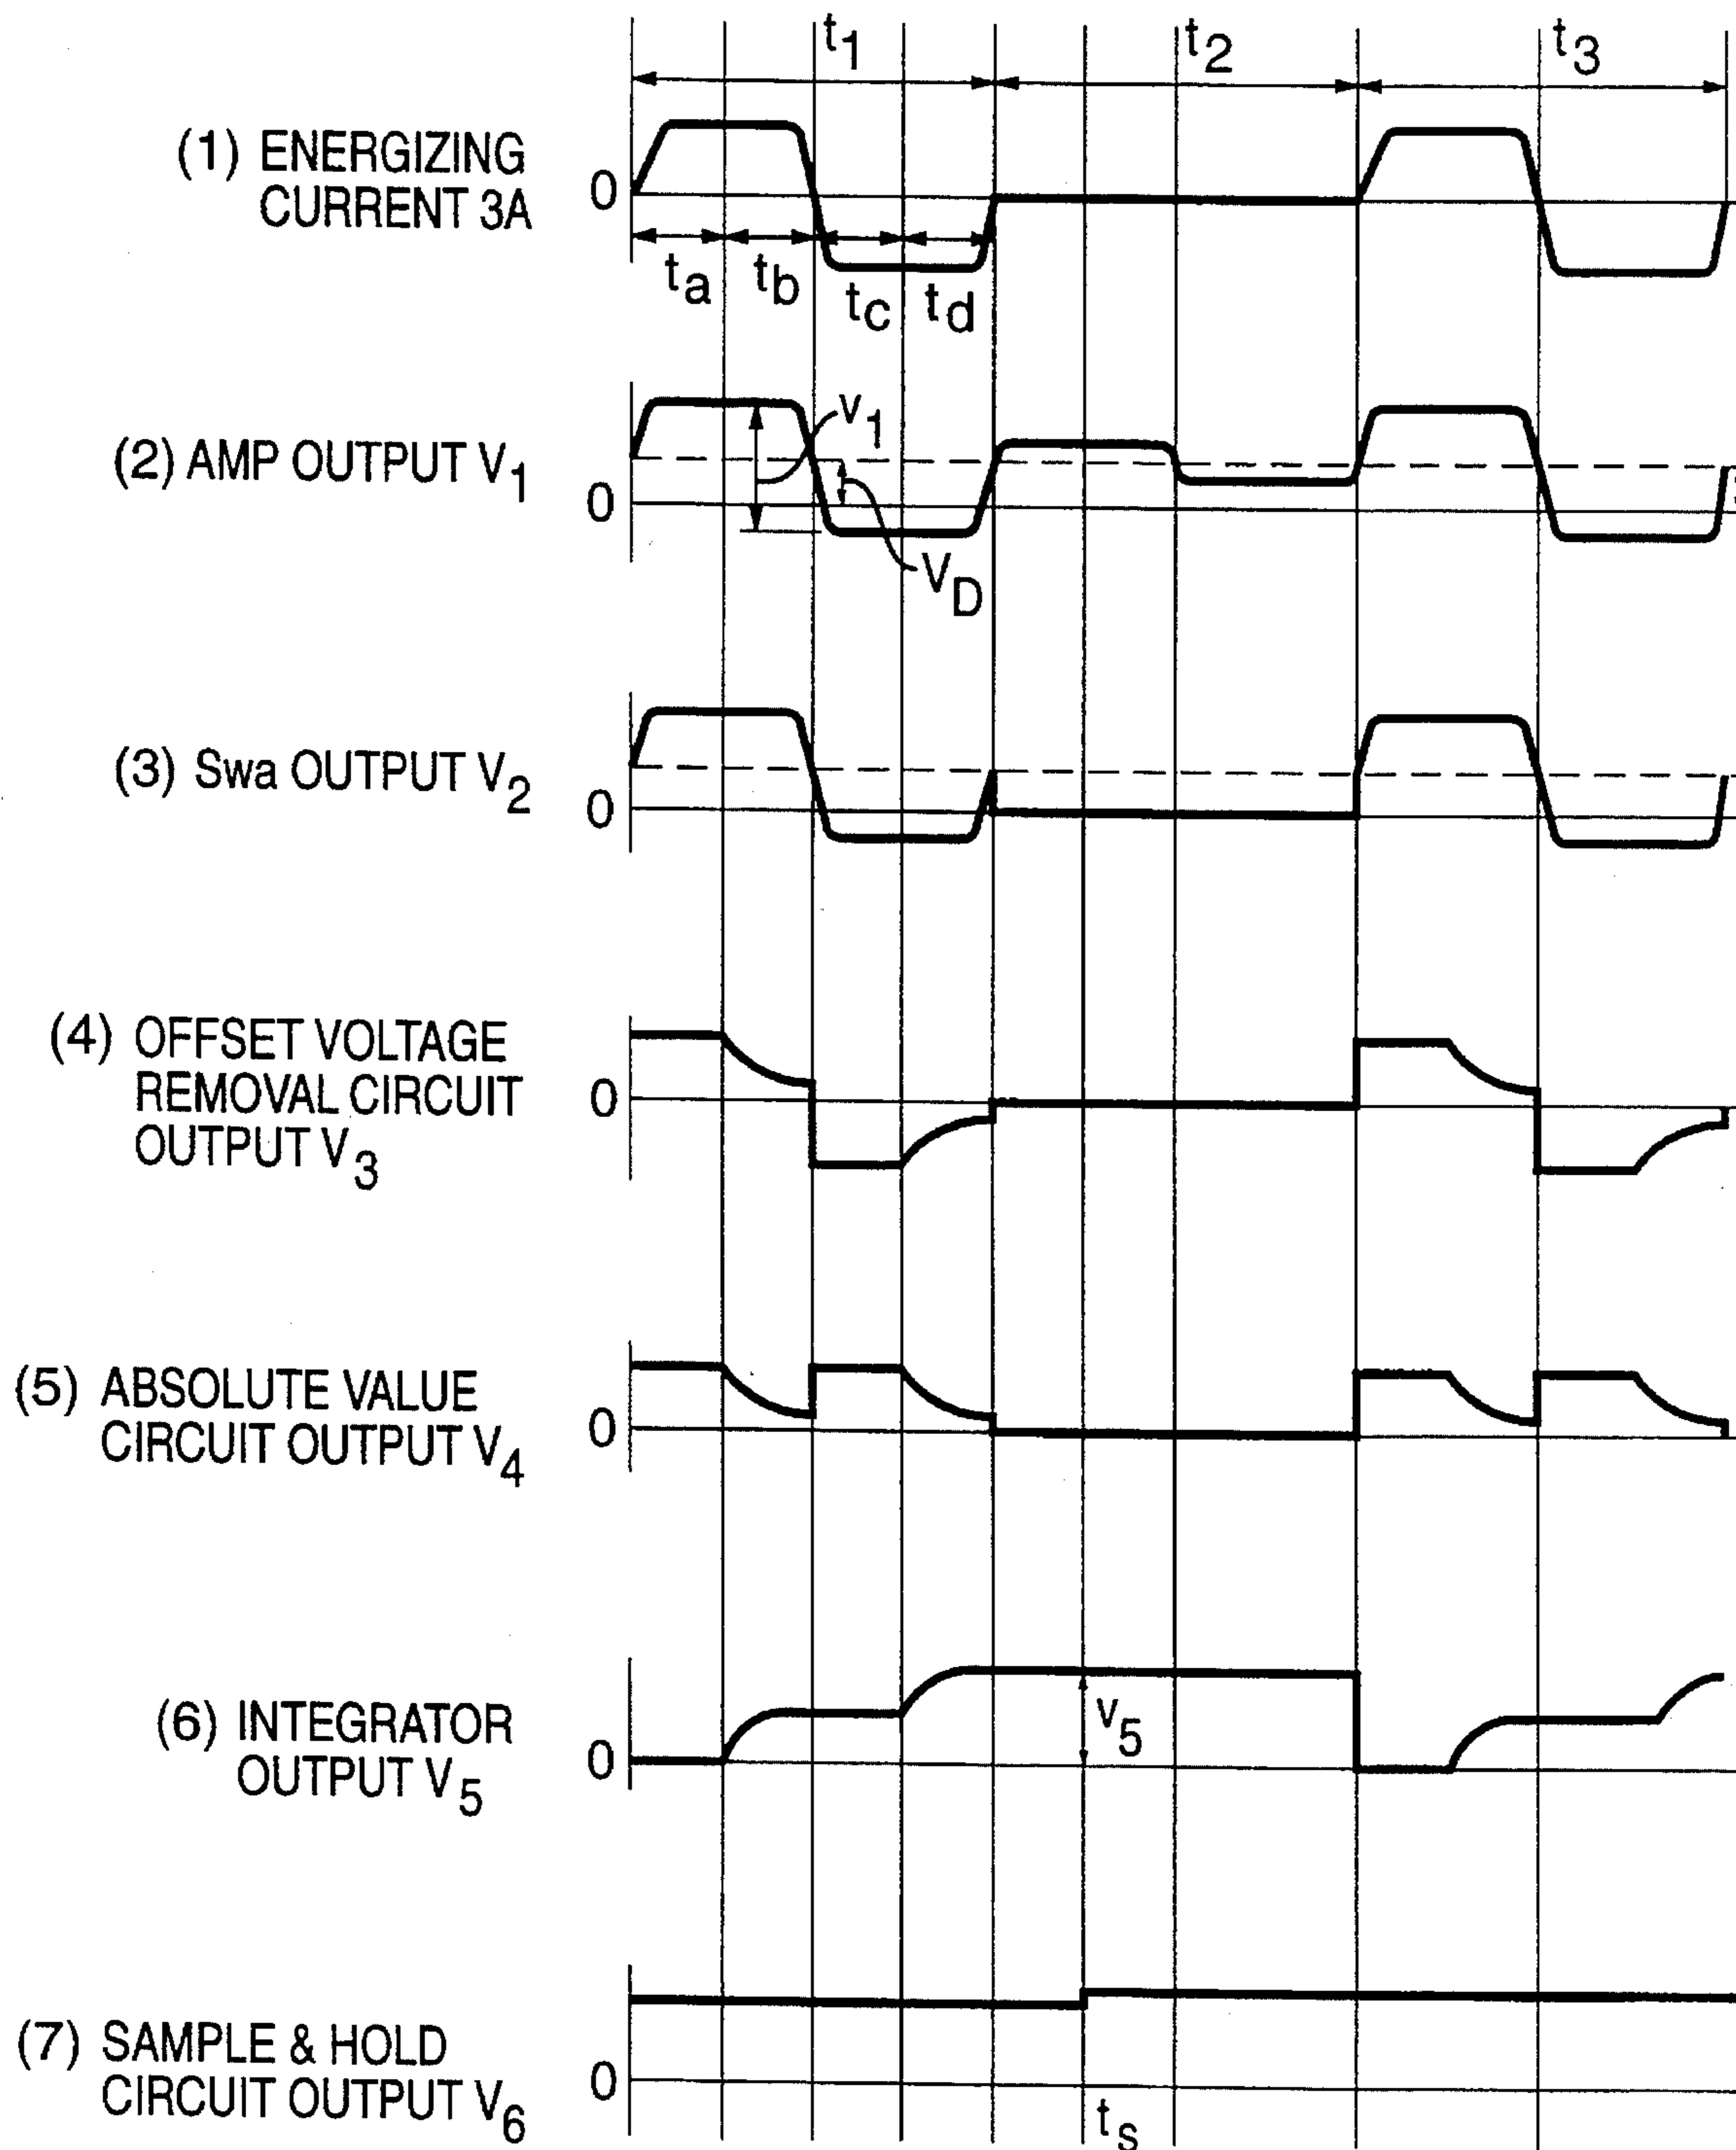 t1 t2 t3
(1) ENERGIZING
CURRENT 3A
0
ta tb tc td
(2) AMP OUTPUT V1
0
v1
VD
(3) Swa OUTPUT V2
0
(4) OFFSET VOLTAGE
REMOVAL CIRCUIT
OUTPUT V3
0
(5) ABSOLUTE VALUE
CIRCUIT OUTPUT V4
0
(6) INTEGRATOR
OUTPUT V5
0
v5
(7) SAMPLE & HOLD
CIRCUIT OUTPUT V6
0
ts